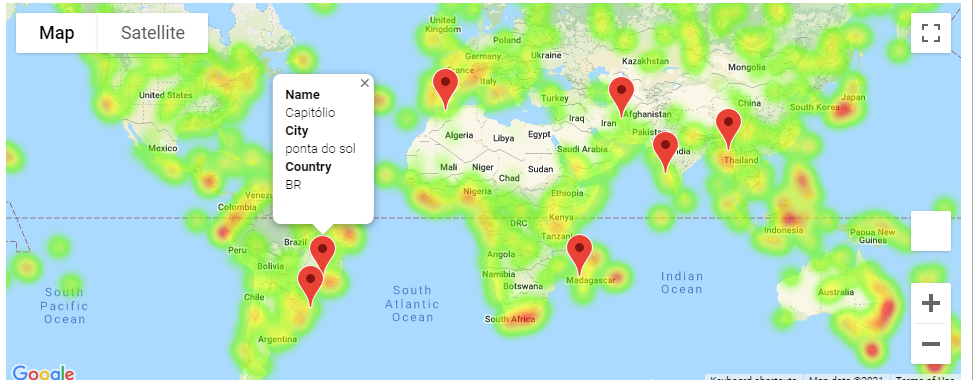 Map
Satellite
Name
Capitólio
City
ponta do sol
Country
BR
United
Kingdom
Poland
Germany
Ukraine
France
Italy
Kazakhstan
Mongolia
United States
Turkey
China
Japan
South Korea
Iraq
Iran
Afghanistan
Pakist
Algeria
Libya
Egypt
Mexico
Saudi Arabia
dia
Thailand
Mali
Niger
Sudan
Chad
Venezu
Nigeria
Ethiopia
Colombia
DRC
Kenya
Indonesia
Papua New
Guinea
Brazil
Tanzan
Peru
Angola
Bolivia
Namibia
Madagascar
Botswana
Indian
Ocean
South
Pacific
Ocean
South
Atlantic
Ocean
Australia
Chile
South Africa
Argentina
Google
Keyboard shortcuts
Map data ©2021
Terms of Use